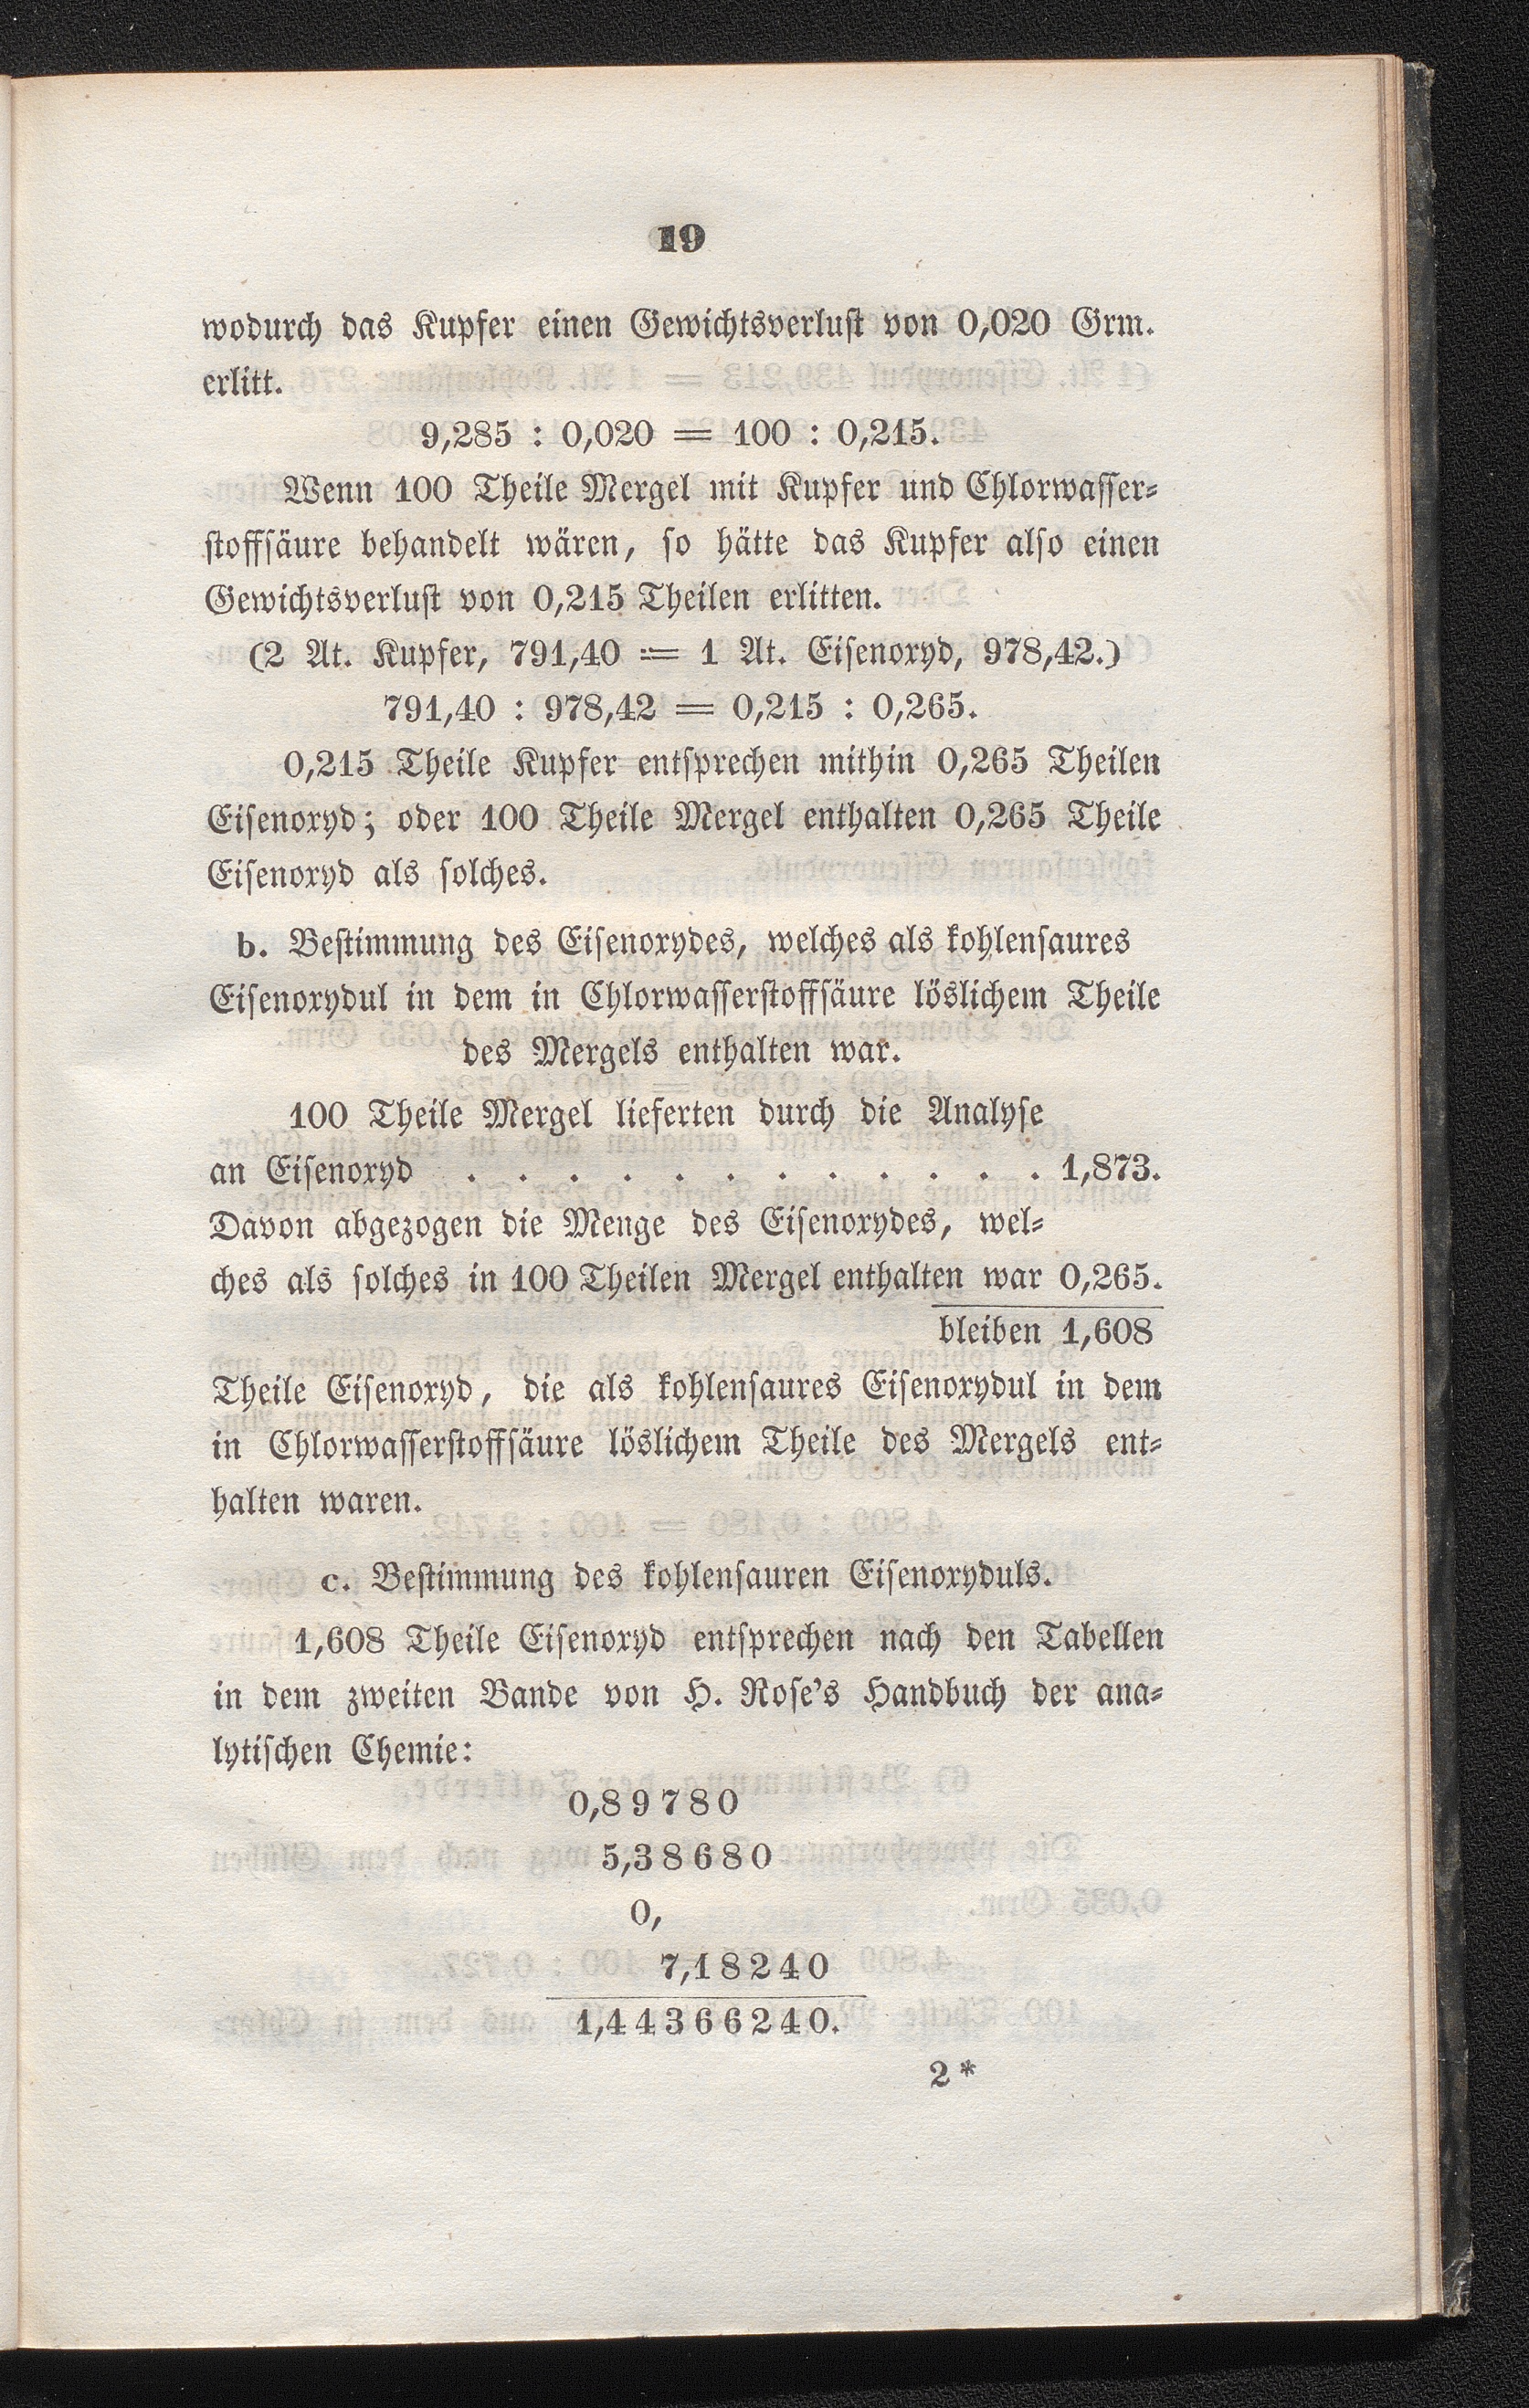 19
wodurch das Kupfer einen Gewichtsverlust von 0,020 Grm.
erlitt.
9,285 : 0,020 = 100 : 0,215.
Wenn 100 Theile Mergel mit Kupfer und Chlorwasser-
stoffsäure behandelt wären, so hätte das Kupfer also einen
Gewichtsverlust von 0,215 Theilen erlitten.
(2 At. Kupfer, 791,40 = 1 At. Eisenoxyd, 978,42.)
791,40 : 978,42 = 0,215 : 0,265.
0,215 Theile Kupfer entsprechen mithin 0,265 Theilen
Eisenoxyd; oder 100 Theile Mergel enthalten 0,265 Theile
Eisenoxyd als solches.
b. Bestimmung des Eisenoxydes, welches als kohlensaures
Eisenoxydul in dem in Chlorwasserstoffsäure löslichem Theile
des Mergels enthalten war.
100 Theile Mergel lieferten durch die Analyse
an Eisenoxyd . . . . . . . . . . . . 1,873.
Davon abgezogen die Menge des Eisenoxydes, wel-
ches als solches in 100 Theilen Mergel enthalten war 0,265.
bleiben 1,608
Theile Eisenoxyd, die als kohlensaures Eisenoxydul in dem
in Chlorwasserstoffsäure löslichem Theile des Mergels ent-
halten waren.
c. Bestimmung des kohlensauren Eisenoxyduls.
1,608 Theile Eisenoxyd entsprechen nach den Tabellen
in dem zweiten Bande von H. Rose's Handbuch der ana-
lytischen Chemie:
0,89780
5,38680
0,
7,18240
1,44366240.
2*